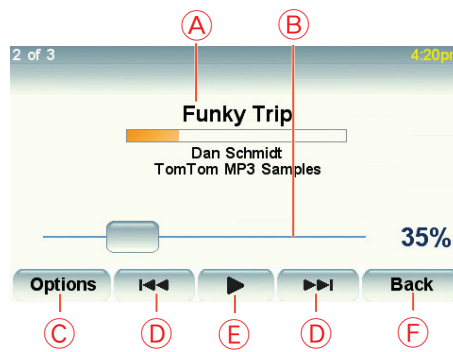 A B
2 of 3 4:20pm
Funky Trip
Dan Schmidt
TomTom MP3 Samples
35%
Options Back
C D E D F